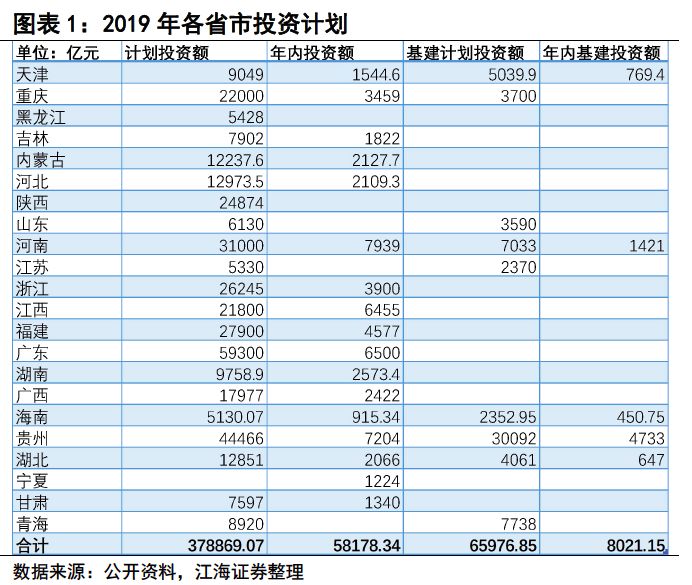 图表 1：2019 年各省市投资计划
单位：亿元 计划投资额 年内投资额 基建计划投资额 年内基建投资额
天津 9049 1544.6 5039.9 769.4
重庆 22000 3459 3700
黑龙江 5428
吉林 7902 1822
内蒙古 12237.6 2127.7
河北 12973.5 2109.3
陕西 24874
山东 6130 3590
河南 31000 7939 7033 1421
江苏 5330 2370
浙江 26245 3900
江西 21800 6455
福建 27900 4577
广东 59300 6500
湖南 9758.9 2573.4
广西 17977 2422
海南 5130.07 915.34 2352.95 450.75
贵州 44466 7204 30092 4733
湖北 12851 2066 4061 647
宁夏 1224
甘肃 7597 1340
青海 8920 7738
合计 378869.07 58178.34 65976.85 8021.15
数据来源：公开资料，江海证券整理